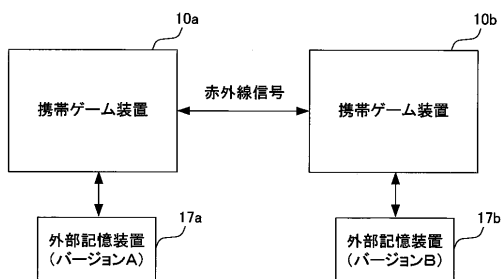 10a
10b
携帯ゲーム装置
赤外線信号
携帯ゲーム装置
17a
17b
外部記憶装置
(バージョンA)
外部記憶装置
(バージョンB)